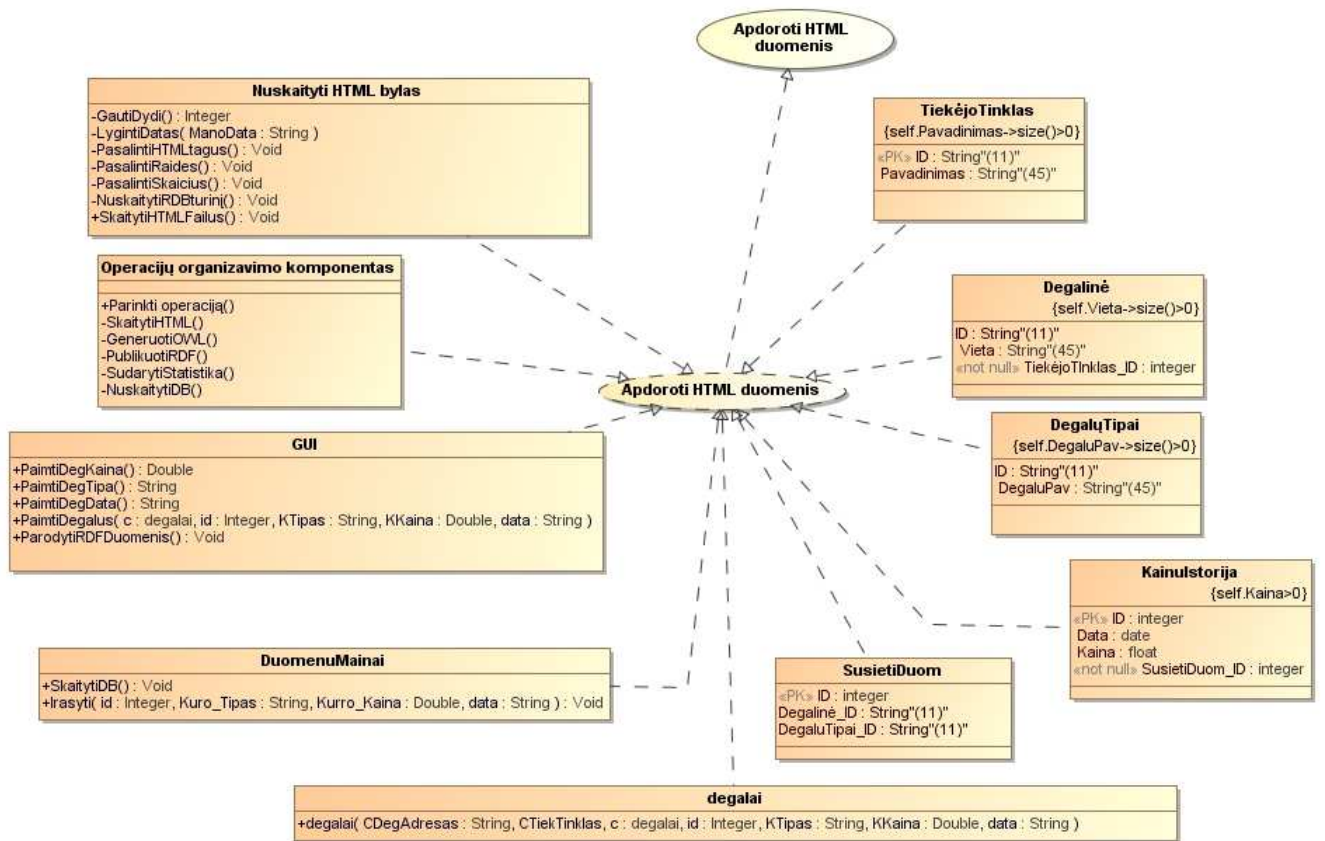 Apdoroti HTML
duomenis
Nuskaityti HTML bylas
-GautiDydi() : Integer
-LygintiDatas( ManoData : String )
-PasalintiHTMLtagus() : Void
-PasalintiRaides() : Void
-PasalintiSkaicius() : Void
-NuskaitytiRDBturinį() : Void
+SkaitytiHTMLFailus() : Void
TiekėjoTinklas
{self.Pavadinimas->size()>0}
«PK» ID : String"(11)"
Pavadinimas : String"(45)"
Operacijų organizavimo komponentas
+Parinkti operaciją()
-SkaitytiHTML()
-GeneruotiOWL()
-PublikuotiRDF()
-SudarytiStatistika()
-NuskaitytiDB()
Degalinė
{self.Vieta->size()>0}
ID : String"(11)"
Vieta : String"(45)"
«not null» TiekėjoTInklas_ID : integer
Apdoroti HTML duomenis
GUI
+PaimtiDegKaina() : Double
+PaimtiDegTipa() : String
+PaimtiDegData() : String
+PaimtiDegalus( c : degalai, id : Integer, KTipas : String, KKaina : Double, data : String )
+ParodytiRDFDuomenis() : Void
DegalųTipai
{self.DegaluPav->size()>0}
ID : String"(11)"
DegaluPav : String"(45)"
KainuIstorija
{self.Kaina>0}
«PK» ID : integer
Data : date
Kaina : float
«not null» SusietiDuom_ID : integer
DuomenuMainai
+SkaitytiDB() : Void
+Irasyti( id : Integer, Kuro_Tipas : String, Kurro_Kaina : Double, data : String ) : Void
SusietiDuom
«PK» ID : integer
Degalinė_ID : String"(11)"
DegaluTipai_ID : String"(11)"
degalai
+degalai( CDegAdresas : String, CTiekTinklas, c : degalai, id : Integer, KTipas : String, KKaina : Double, data : String )